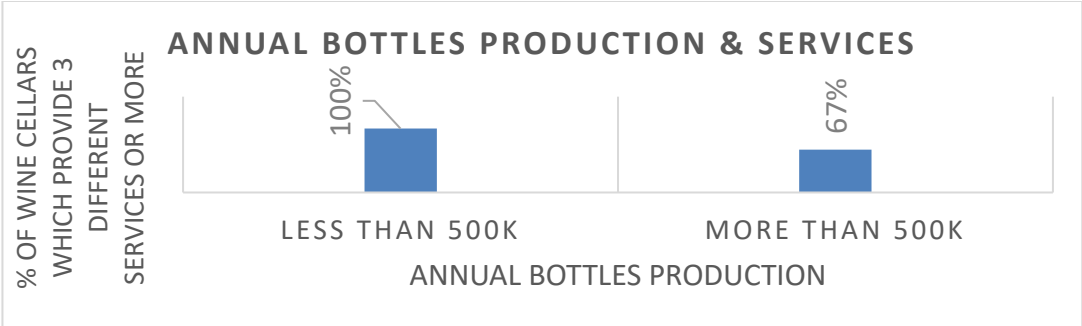 ANNUAL BOTTLES PRODUCTION & SERVICES
% OF WINE CELLARS
WHICH PROVIDE 3
DIFFERENT
SERVICES OR MORE
100%
67%
LESS THAN 500K
MORE THAN 500K
ANNUAL BOTTLES PRODUCTION